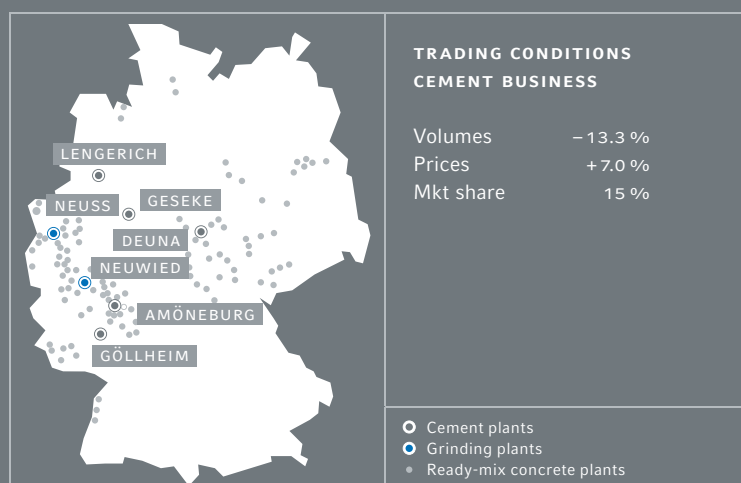 LENGERICH
NEUSS
GESEKE
DEUNA
NEUWIED
AMÖNEBURG
GÖLLHEIM
TRADING CONDITIONS
CEMENT BUSINESS
Volumes –13.3 %
Prices +7.0 %
Mkt share 15 %
Cement plants
Grinding plants
Ready-mix concrete plants